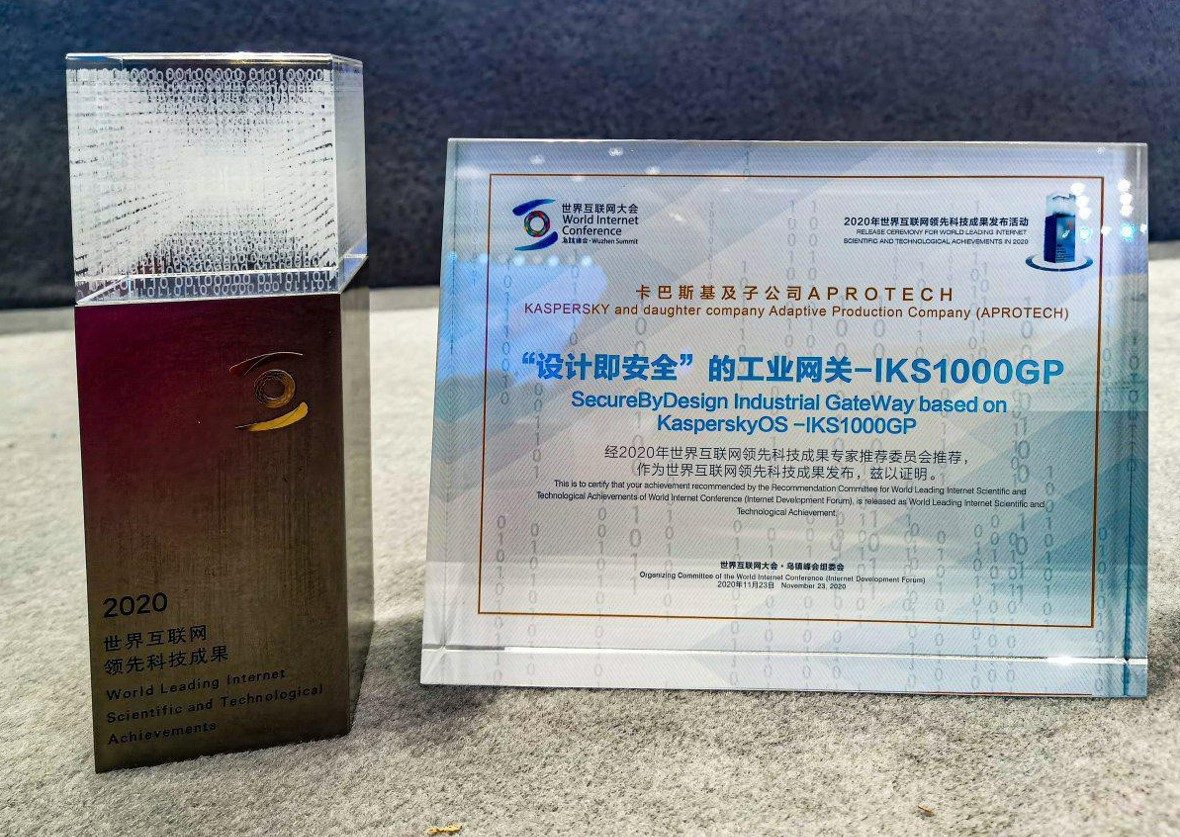 2020
世界互联网
领先科技成果
World Leading Internet
Scientific and Technological
Achievements
世界互联网大会
World Internet
Conference
乌镇峰会·Wuzhen Summit
2020年世界互联网领先科技成果发布活动
RELEASE CEREMONY FOR WORLD LEADING INTERNET
SCIENTIFIC AND TECHNOLOGICAL ACHIEVEMENTS IN 2020
卡巴斯基及子公司APROTECH
KASPERSKY and daughter company Adaptive Production Company (APROTECH)
“设计即安全”的工业网关-IKS1000GP
SecureByDesign Industrial GateWay based on
KasperskyOS -IKS1000GP
经2020年世界互联网领先科技成果专家推荐委员会推荐，
作为世界互联网领先科技成果发布，兹以证明。
This is to certify that your achievement recommended by the Recommendation Committee for World Leading Internet Scientific and
Technological Achievements of World Internet Conference (Internet Development Forum), is released as World Leading Internet Scientific and
Technological Achievement.
世界互联网大会·乌镇峰会组委会
Organizing Committee of the World Internet Conference (Internet Development Forum)
2020年11月23日 November 23, 2020